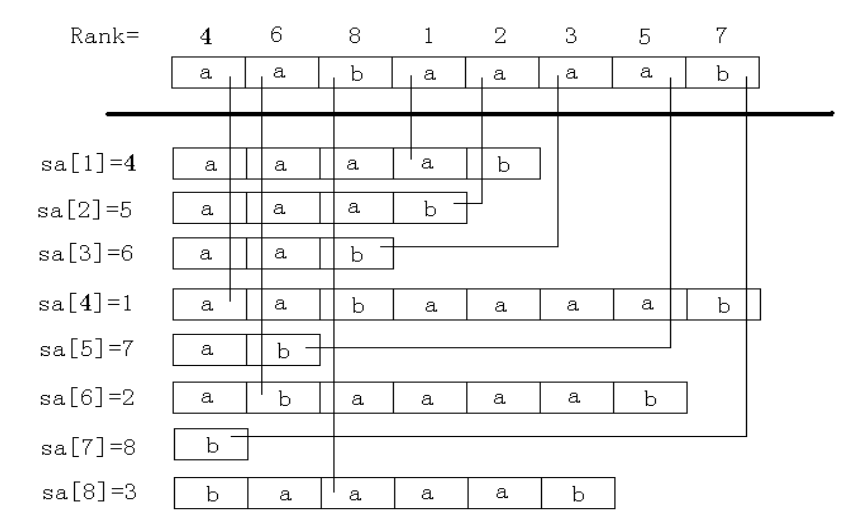 Rank= 4 6 8 1 2 3 5 7
a a b a a a a b
sa[1]=4 a a a a b
sa[2]=5 a a a b
sa[3]=6 a a b
sa[4]=1 a a b a a a a b
sa[5]=7 a b
sa[6]=2 a b a a a a b
sa[7]=8 b
sa[8]=3 b a a a a b